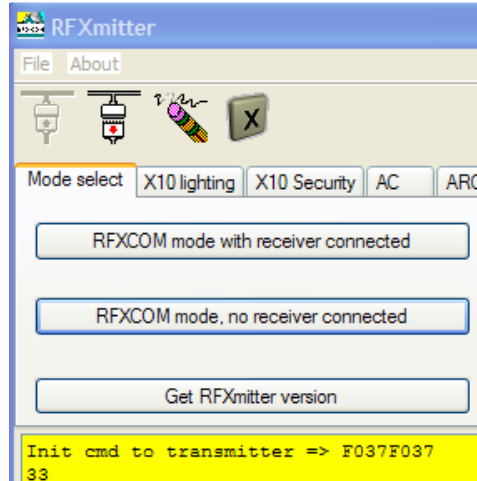 RFXmitter
File About
X
Mode select X10 lighting X10 Security AC ARC
RFXCOM mode with receiver connected
RFXCOM mode, no receiver connected
Get RFXmitter version
Init cmd to transmitter => F037F037
33